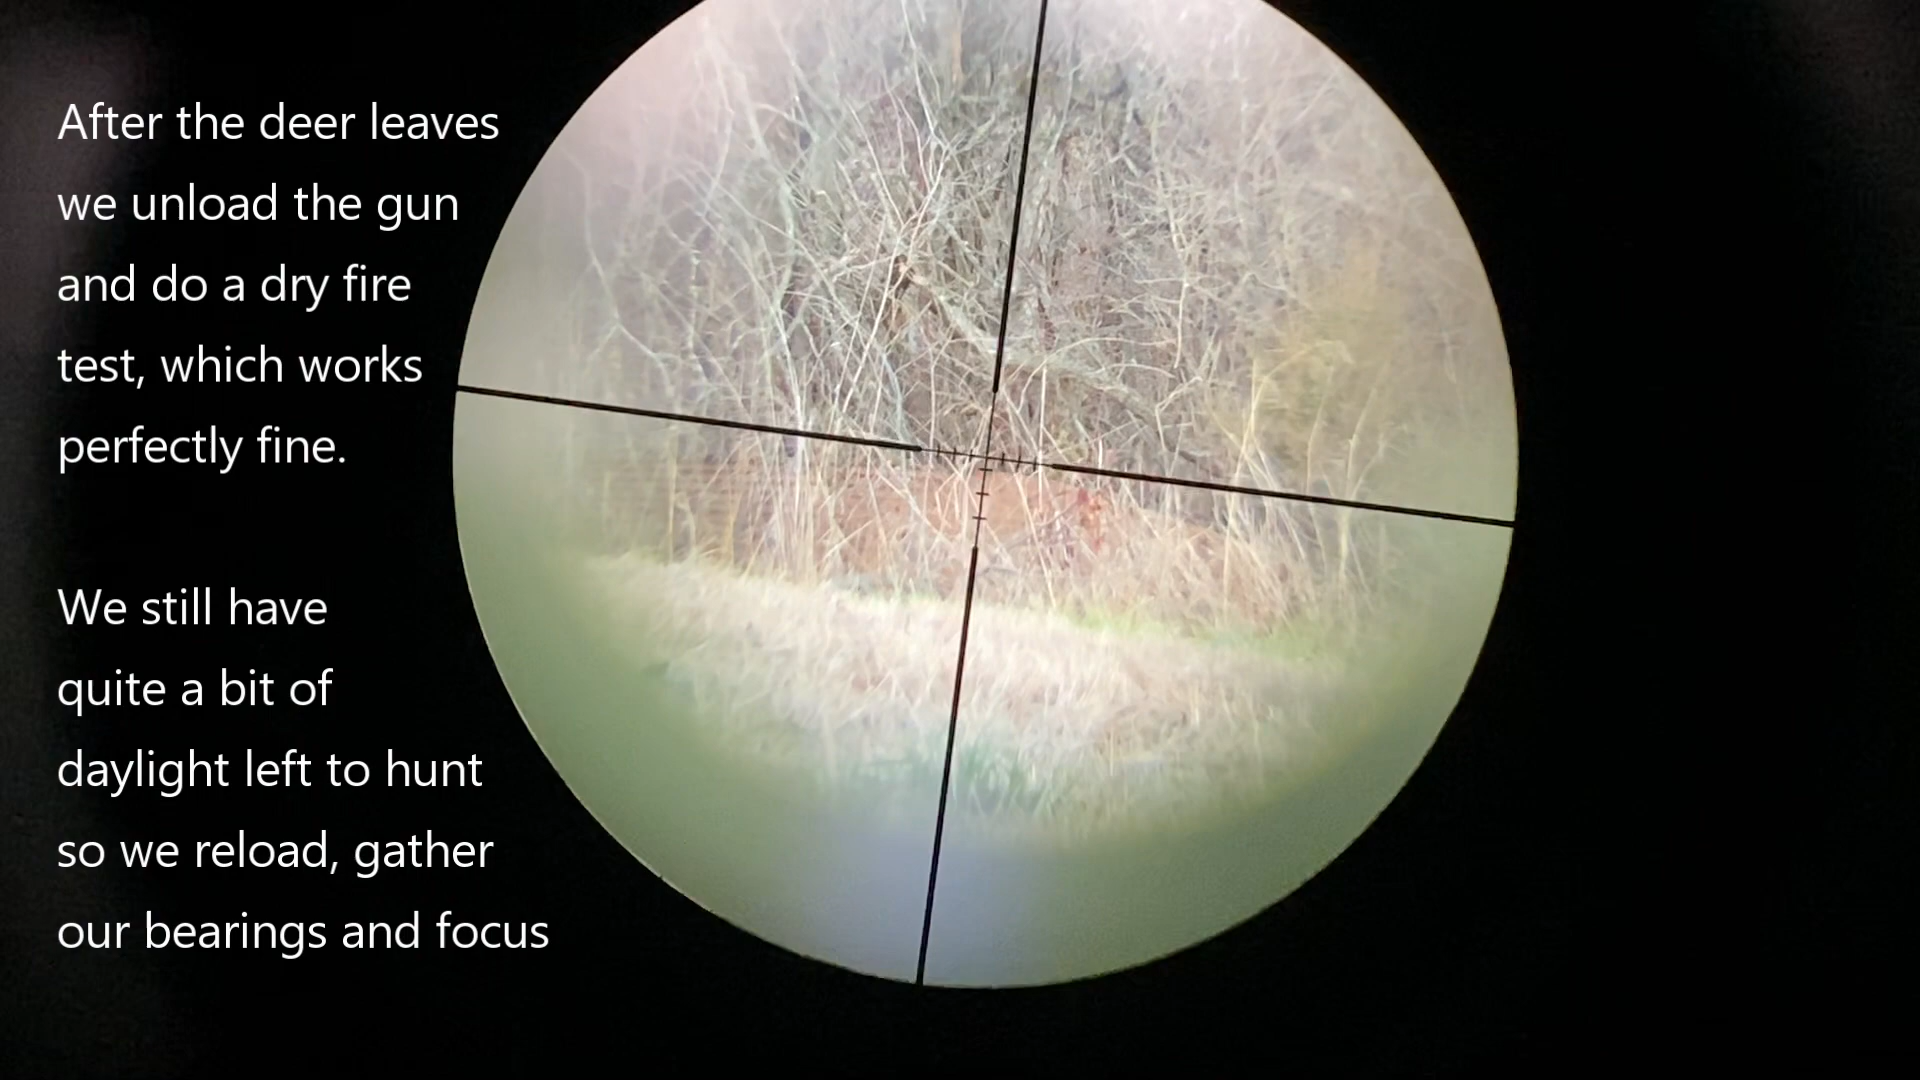 After the deer leaves
we unload the gun
and do a dry fire
test, which works
perfectly fine.
We still have
quite a bit of
daylight left to hunt
so we reload, gather
our bearings and focus